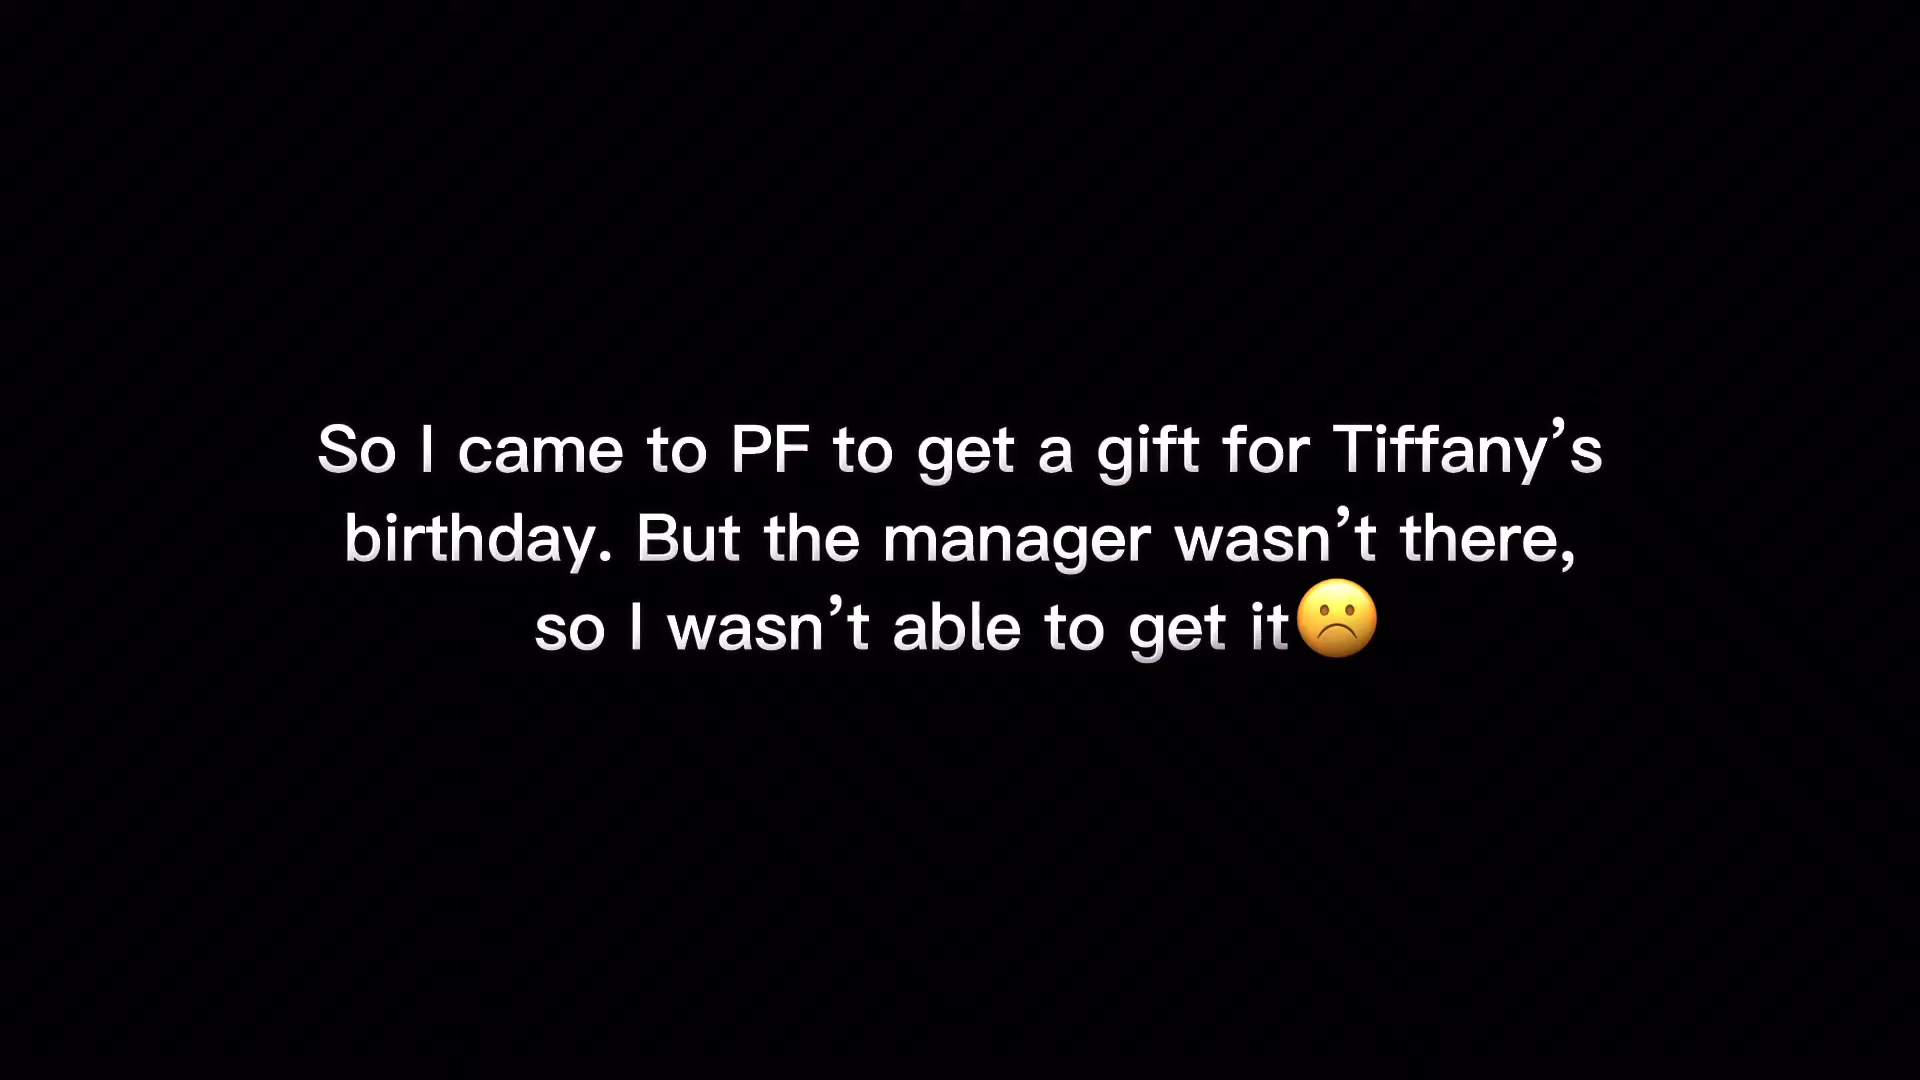 So I came to PF to get a gift for Tiffany’s
birthday. But the manager wasn’t there,
so I wasn’t able to get it☹️